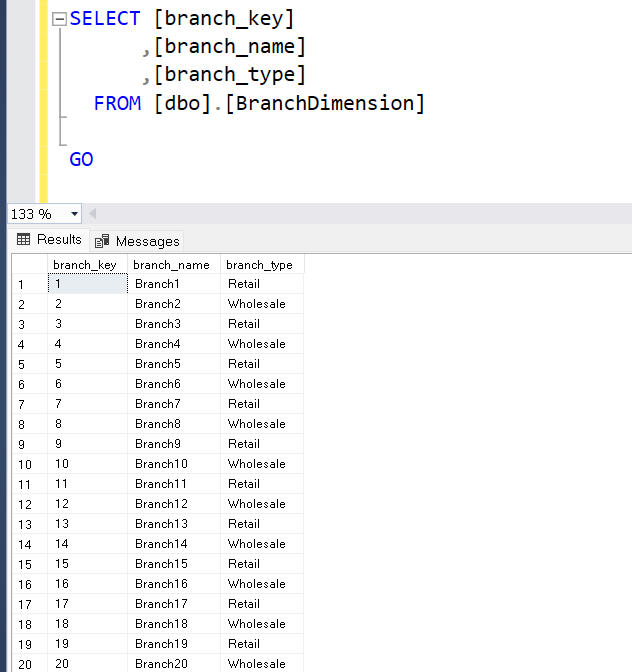 SELECT [branch_key]
,[branch_name]
,[branch_type]
FROM [dbo].[BranchDimension]
GO
133 %
Results Messages
branch_key branch_name branch_type
1 1 Branch1 Retail
2 2 Branch2 Wholesale
3 3 Branch3 Retail
4 4 Branch4 Wholesale
5 5 Branch5 Retail
6 6 Branch6 Wholesale
7 7 Branch7 Retail
8 8 Branch8 Wholesale
9 9 Branch9 Retail
10 10 Branch10 Wholesale
11 11 Branch11 Retail
12 12 Branch12 Wholesale
13 13 Branch13 Retail
14 14 Branch14 Wholesale
15 15 Branch15 Retail
16 16 Branch16 Wholesale
17 17 Branch17 Retail
18 18 Branch18 Wholesale
19 19 Branch19 Retail
20 20 Branch20 Wholesale